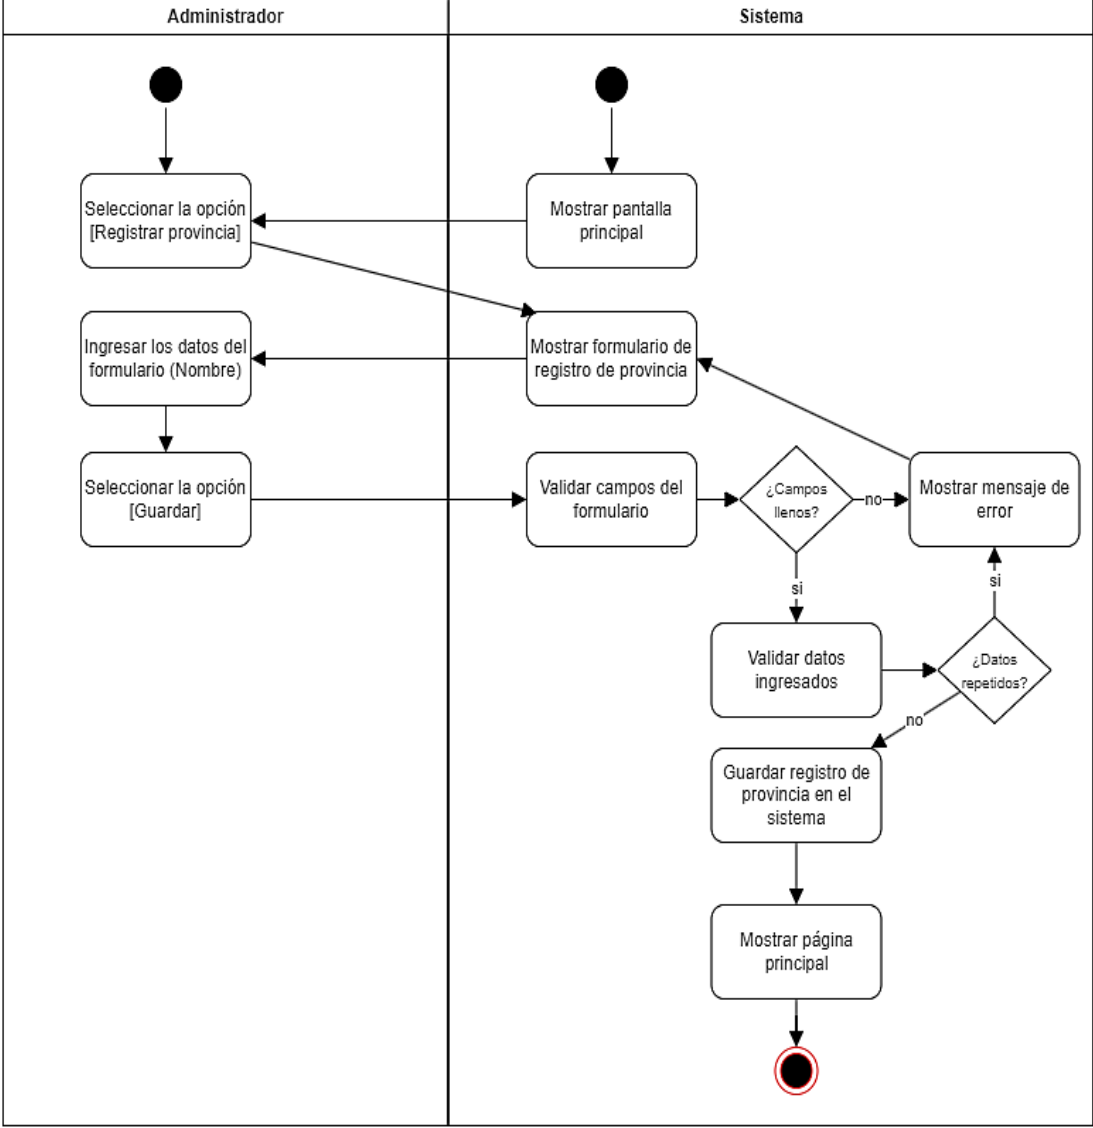 Administrador
Sistema
Seleccionar la opción
[Registrar provincia]
Mostrar pantalla
principal
Ingresar los datos del
formulario (Nombre)
Mostrar formulario de
registro de provincia
Seleccionar la opción
[Guardar]
Validar campos del
formulario
¿Campos
llenos?
no
Mostrar mensaje de
error
si
si
Validar datos
ingresados
¿Datos
repetidos?
no
Guardar registro de
provincia en el
sistema
Mostrar página
principal